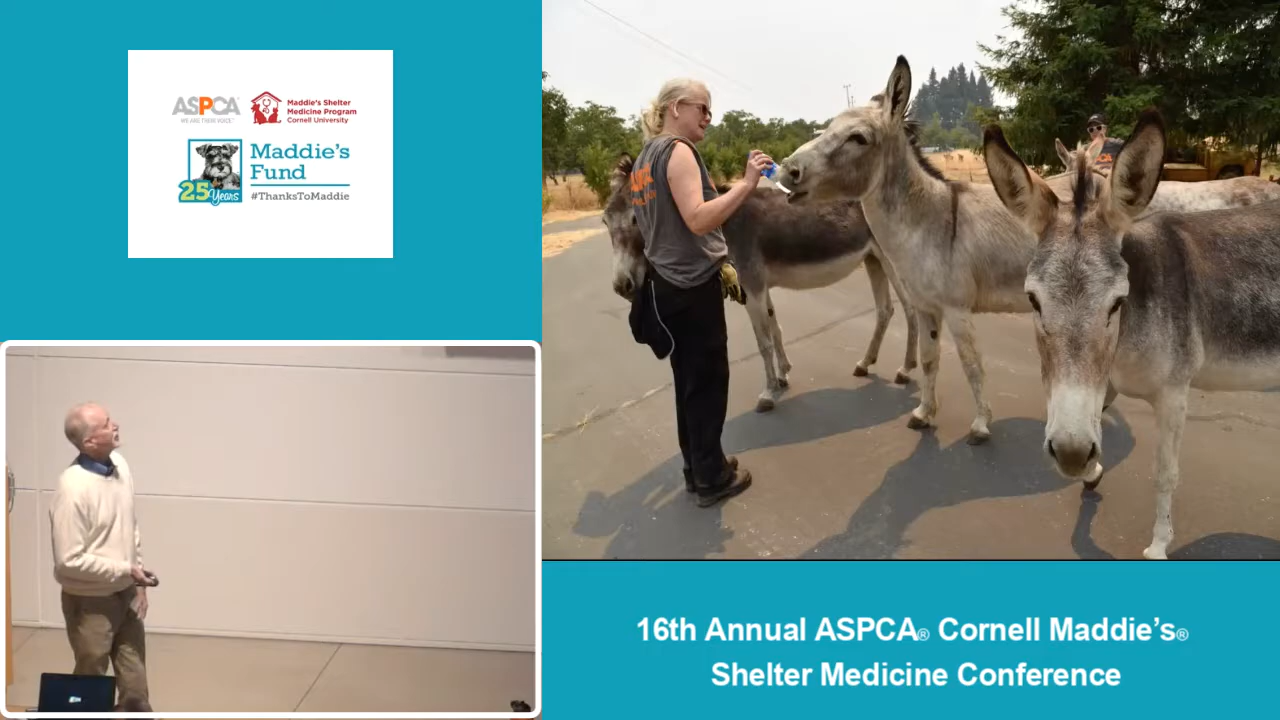 ASPCA
WE ARE THEIR VOICE.
Maddie's Shelter
Medicine Program
Cornell University
Maddie's
Fund
25 Years
#ThanksToMaddie
16th Annual ASPCA® Cornell Maddie's®
Shelter Medicine Conference